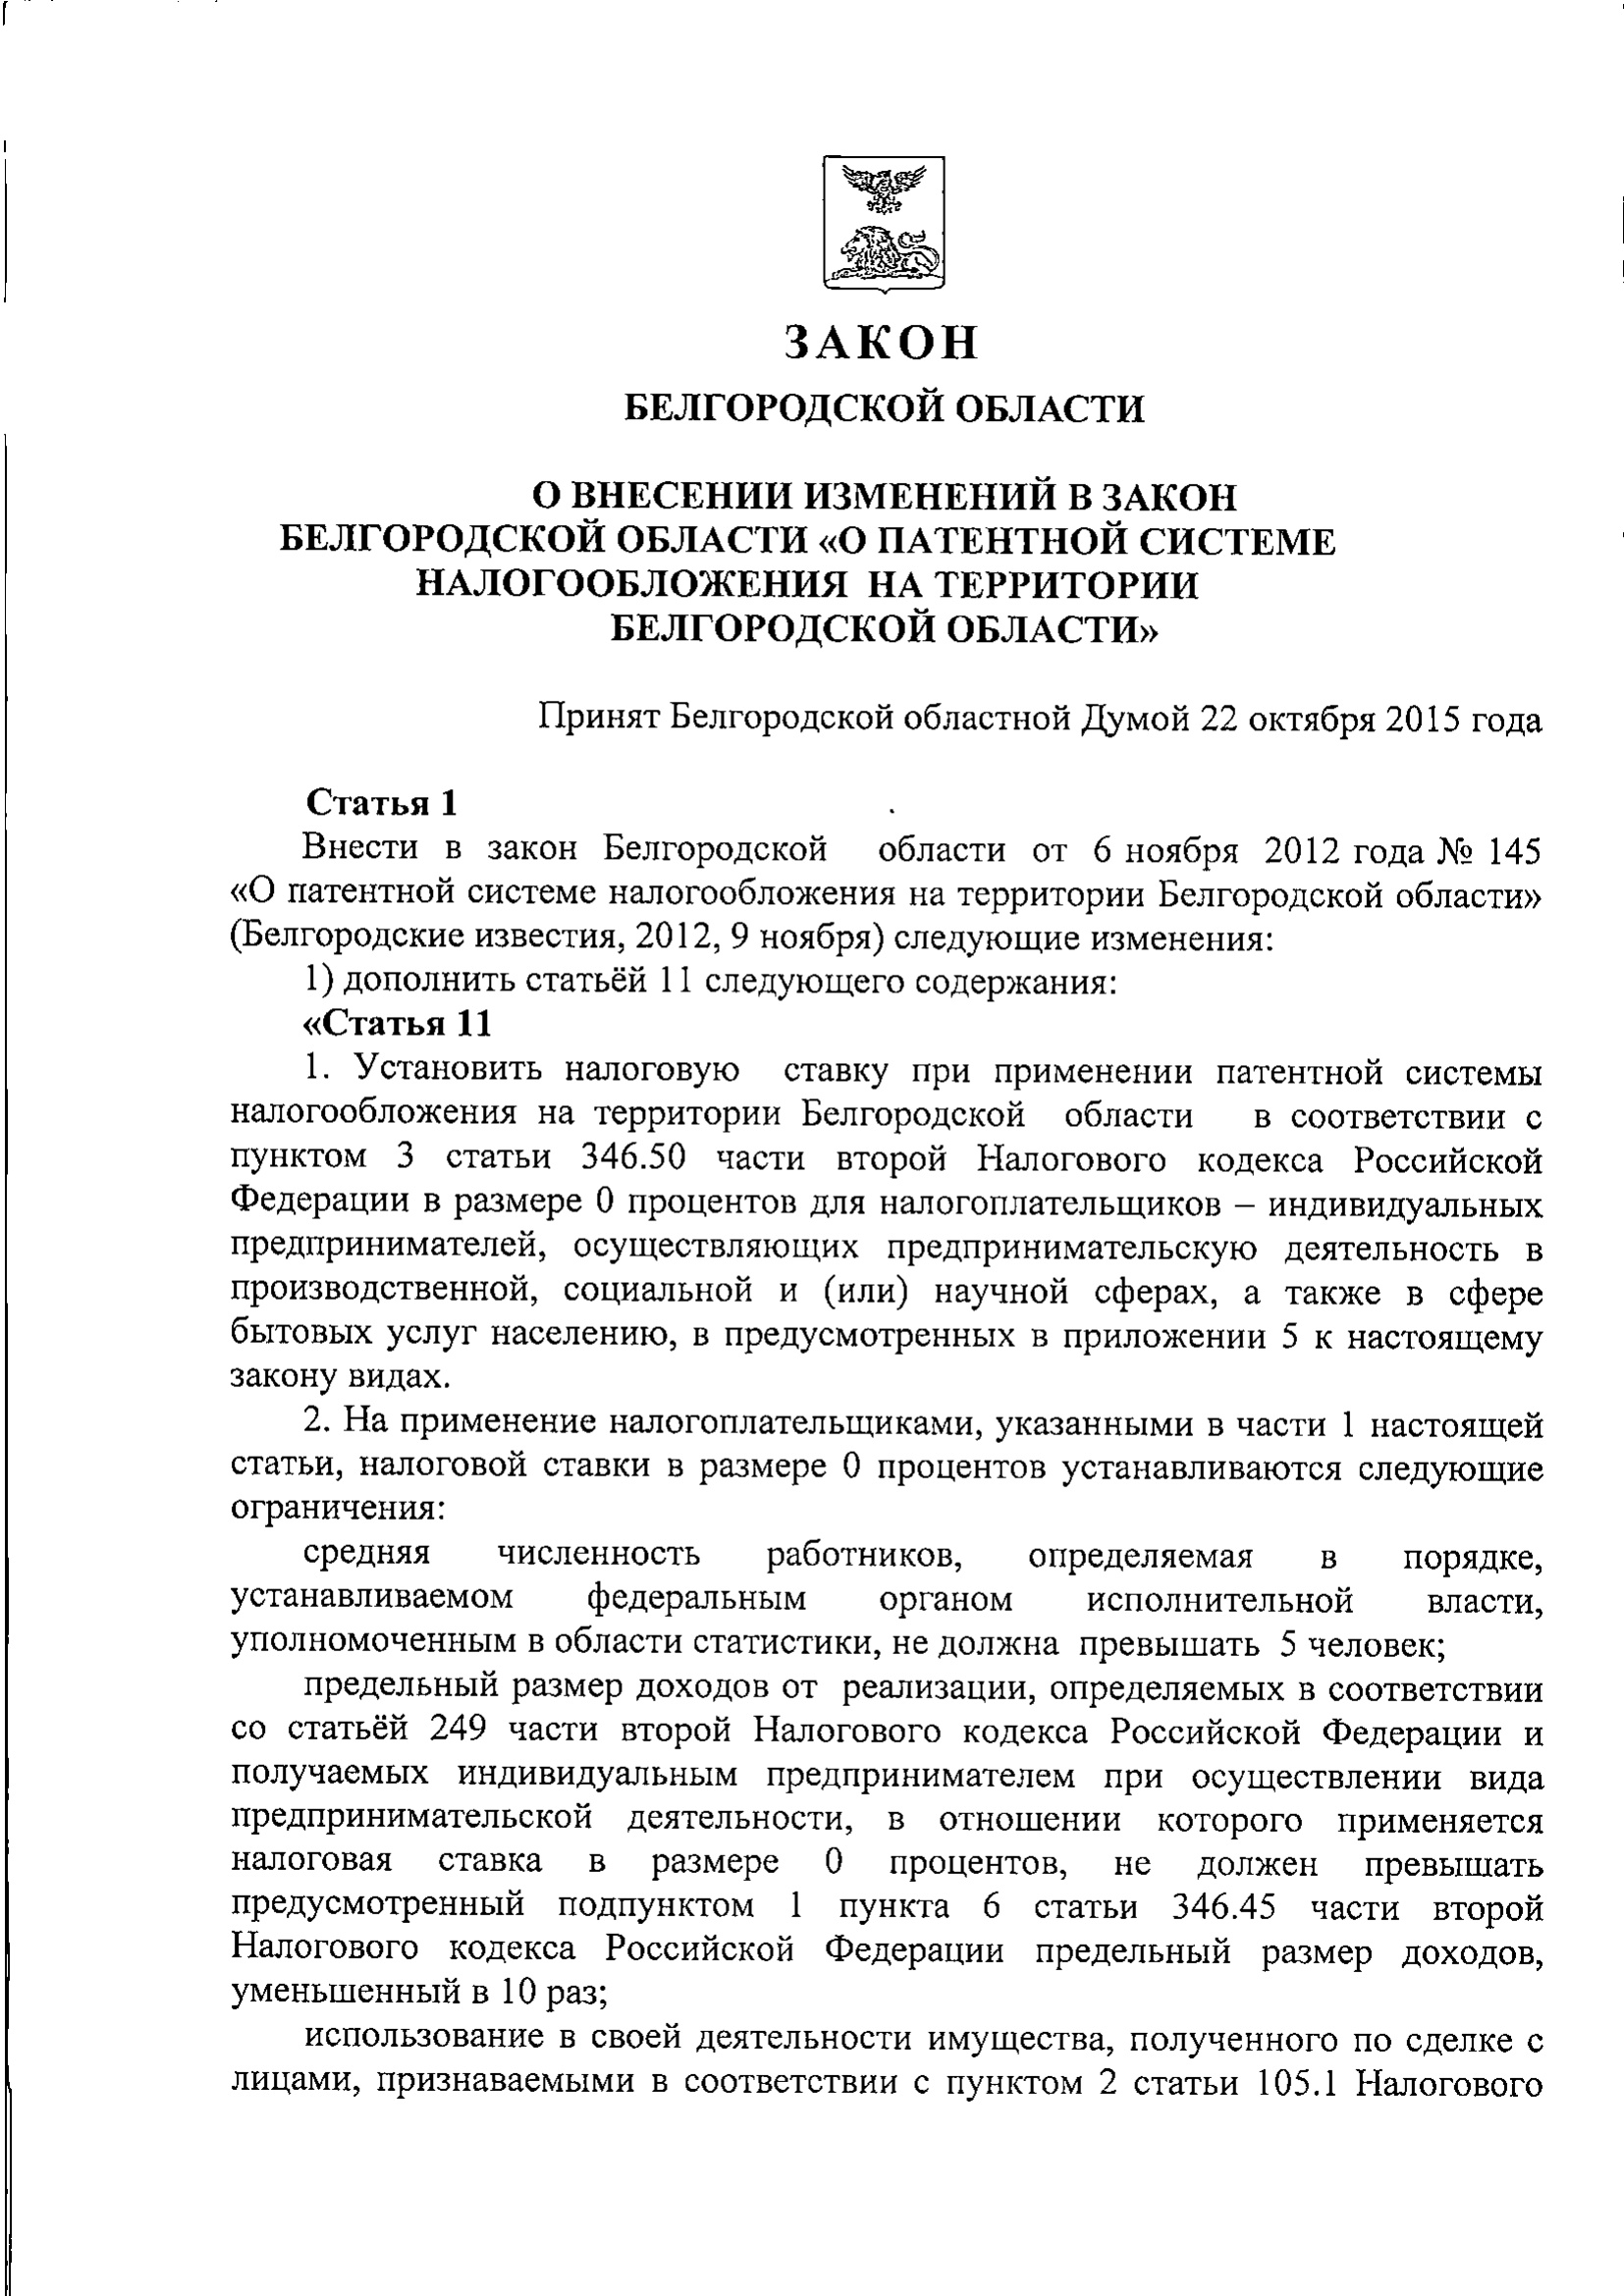 ЗАКОН
БЕЛГОРОДСКОЙ ОБЛАСТИ
О ВНЕСЕНИИ ИЗМЕНЕНИЙ В ЗАКОН
БЕЛГОРОДСКОЙ ОБЛАСТИ «О ПАТЕНТНОЙ СИСТЕМЕ
НАЛОГООБЛОЖЕНИЯ НА ТЕРРИТОРИИ
БЕЛГОРОДСКОЙ ОБЛАСТИ»
Принят Белгородской областной Думой 22 октября 2015 года
Статья 1
Внести в закон Белгородской области от 6 ноября 2012 года № 145
«О патентной системе налогообложения на территории Белгородской области»
(Белгородские известия, 2012, 9 ноября) следующие изменения:
1) дополнить статьёй 11 следующего содержания:
«Статья 11
1. Установить налоговую ставку при применении патентной системы
налогообложения на территории Белгородской области в соответствии с
пунктом 3 статьи 346.50 части второй Налогового кодекса Российской
Федерации в размере 0 процентов для налогоплательщиков – индивидуальных
предпринимателей, осуществляющих предпринимательскую деятельность в
производственной, социальной и (или) научной сферах, а также в сфере
бытовых услуг населению, в предусмотренных в приложении 5 к настоящему
закону видах.
2. На применение налогоплательщиками, указанными в части 1 настоящей
статьи, налоговой ставки в размере 0 процентов устанавливаются следующие
ограничения:
средняя численность работников, определяемая в порядке,
устанавливаемом федеральным органом исполнительной власти,
уполномоченным в области статистики, не должна превышать 5 человек;
предельный размер доходов от реализации, определяемых в соответствии
со статьёй 249 части второй Налогового кодекса Российской Федерации и
получаемых индивидуальным предпринимателем при осуществлении вида
предпринимательской деятельности, в отношении которого применяется
налоговая ставка в размере 0 процентов, не должен превышать
предусмотренный подпунктом 1 пункта 6 статьи 346.45 части второй
Налогового кодекса Российской Федерации предельный размер доходов,
уменьшенный в 10 раз;
использование в своей деятельности имущества, полученного по сделке с
лицами, признаваемыми в соответствии с пунктом 2 статьи 105.1 Налогового